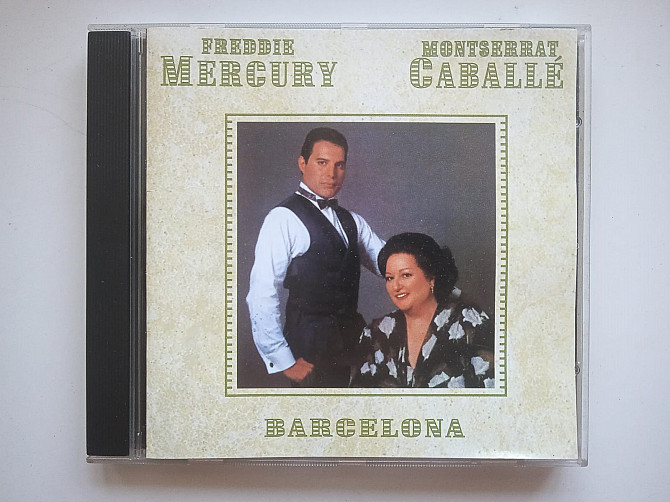 FREDDIE
MERCURY
MONTSERRAT
CABALLÉ
BARCELONA